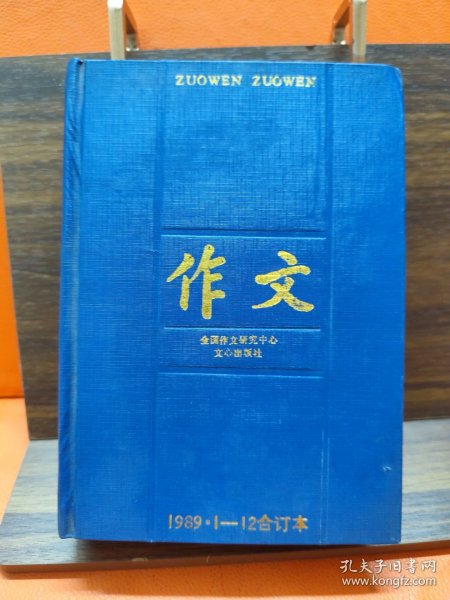 ZUOWEN ZUOWEN
作文
全国作文研究中心
文心出版社
1989·1—12合订本
孔夫子旧书网
www.kongfz.com